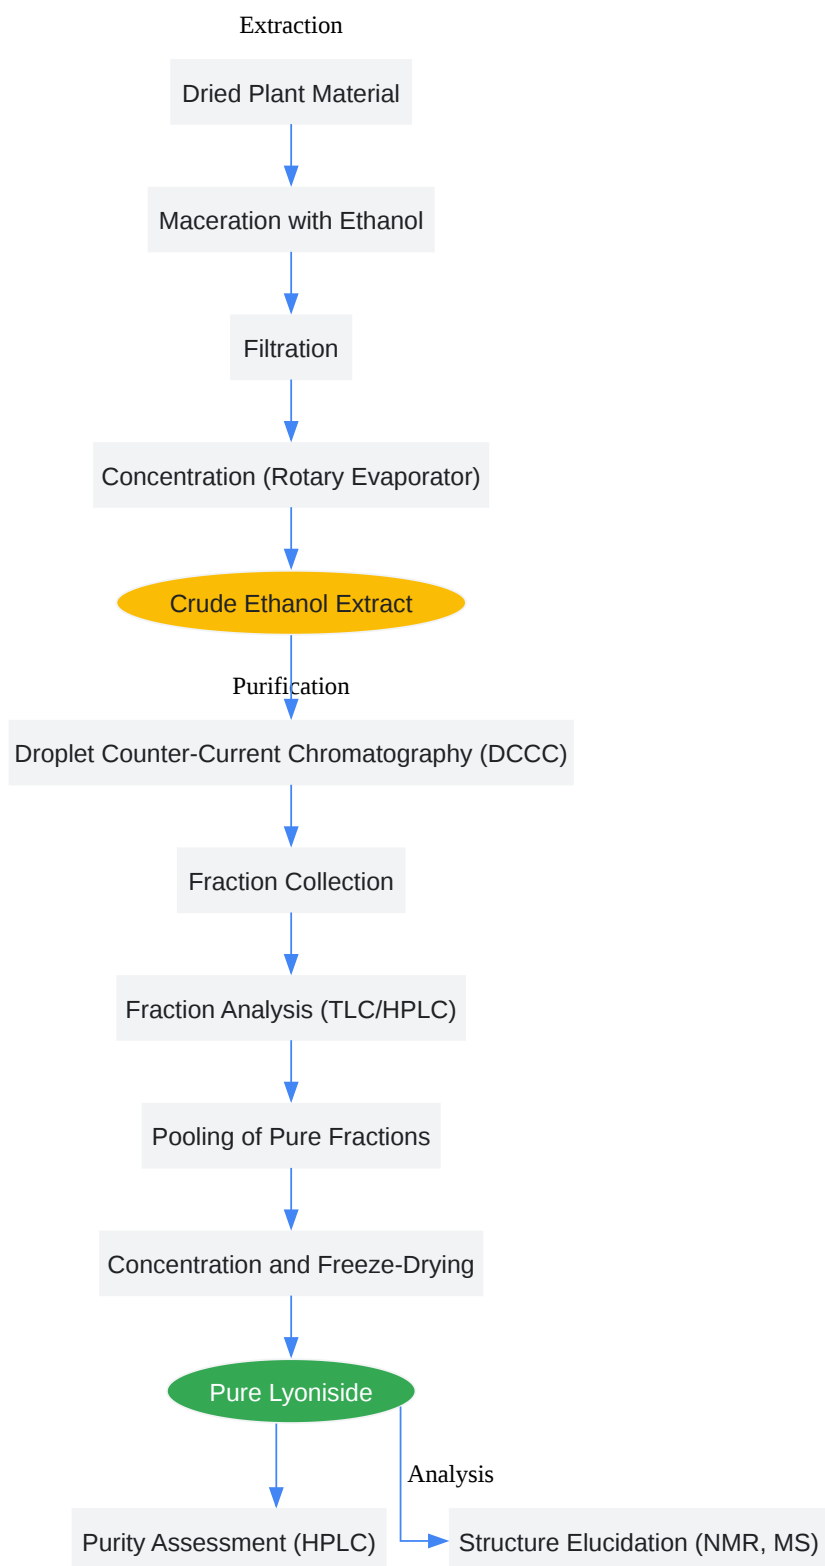 Extraction
Dried Plant Material
Maceration with Ethanol
Filtration
Concentration (Rotary Evaporator)
Crude Ethanol Extract
Purification
Droplet Counter-Current Chromatography (DCCC)
Fraction Collection
Fraction Analysis (TLC/HPLC)
Pooling of Pure Fractions
Concentration and Freeze-Drying
Pure Lyoniside
Analysis
Purity Assessment (HPLC)
Structure Elucidation (NMR, MS)